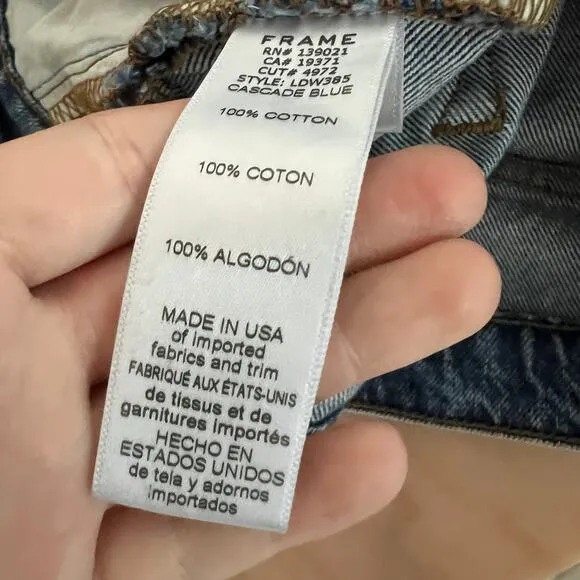 FRAME
RN# 139021
CA# 19371
CUT# 4972
STYLE: LDW385
CASCADE BLUE
100% COTTON
100% COTON
100% ALGODÓN
MADE IN USA
of imported
fabrics and trim
FABRIQUÉ AUX ÉTATS-UNIS
de tissus et de
garnitures importés
HECHO EN
ESTADOS UNIDOS
de tela y adornos
importados